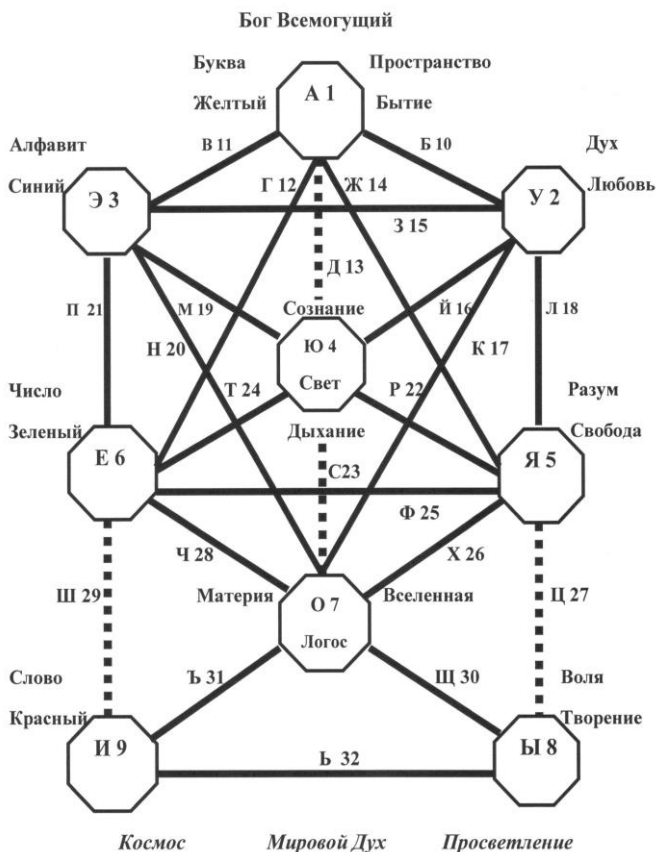 Бог Всемогущий
Буква Пространство
А 1
Желтый Бытие
В 11 Б 10
Алфавит Дух
Г 12 Ж 14
Синий Любовь
Э 3 У 2
З 15
Д 13
П 21 М 19 Сознание Й 16 Л 18
Н 20 Ю 4 К 17
Т 24 Свет Р 22
Число Разум
Зеленый Дыхание Свобода
Е 6 Я 5
С23
Ф 25
Ч 28 Х 26
Ш 29 Материя О 7 Вселенная Ц 27
Логос
Слово Ъ 31 Щ 30 Воля
Красный Творение
И 9 Ы 8
Ь 32
Космос Мировой Дух Просветление